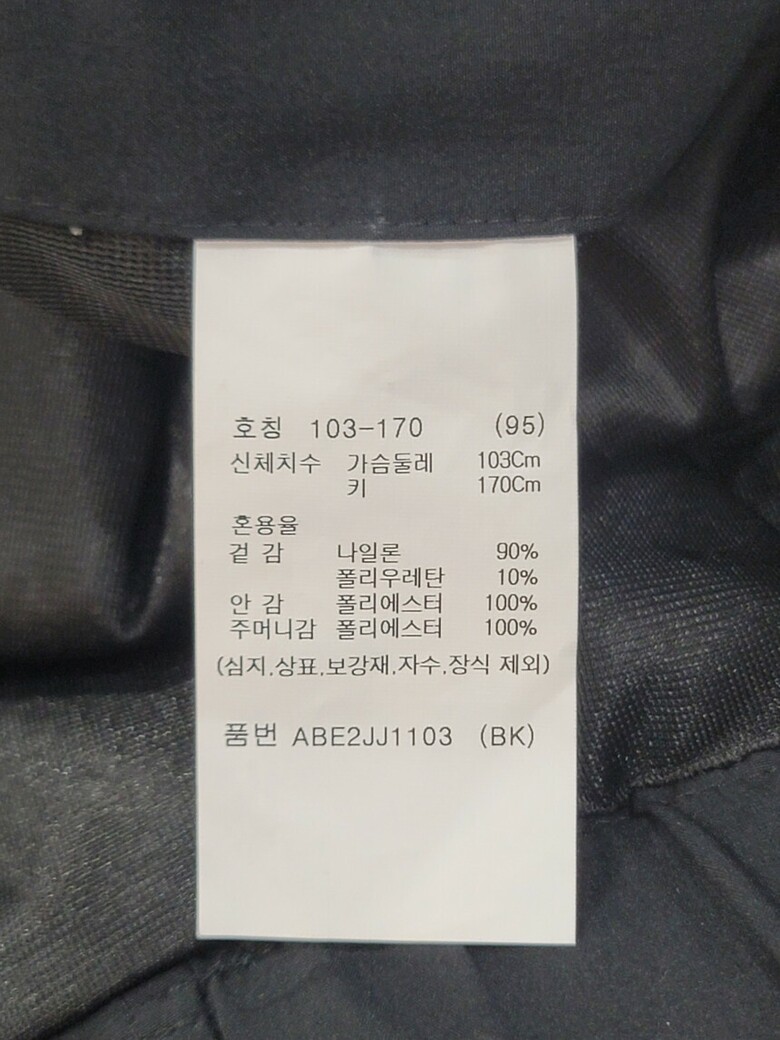 호칭 103-170 (95)
신체치수 가슴둘레 103Cm
키 170Cm
혼용율
겉 감 나일론 90%
폴리우레탄 10%
안 감 폴리에스터 100%
주머니감 폴리에스터 100%
(심지,상표,보강재,자수,장식 제외)
품번 ABE2JJ1103 (BK)